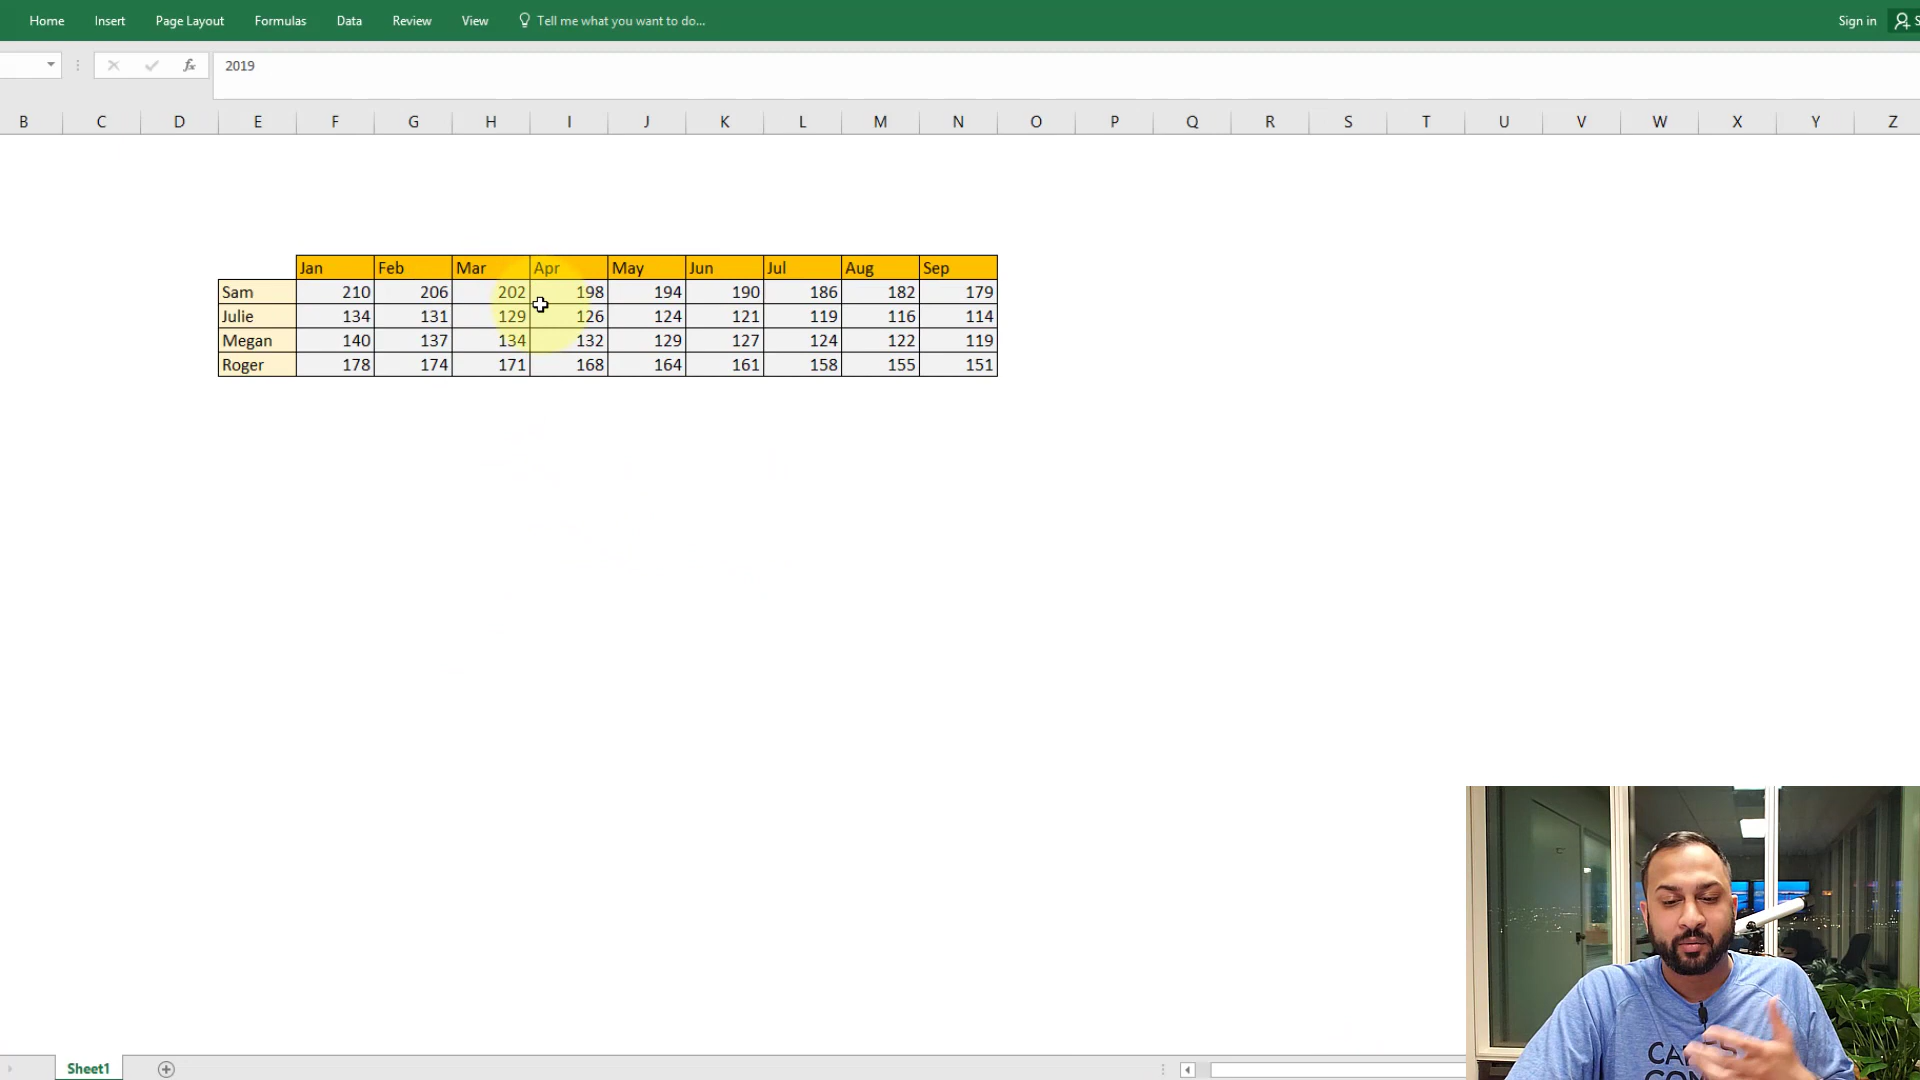 Home Insert Page Layout Formulas Data Review View Tell me what you want to do... Sign in S
fx 2019
B C D E F G H I J K L M N O P Q R S T U V W X Y Z
Jan Feb Mar Apr May Jun Jul Aug Sep
Sam 210 206 202 198 194 190 186 182 179
Julie 134 131 129 126 124 121 119 116 114
Megan 140 137 134 132 129 127 124 122 119
Roger 178 174 171 168 164 161 158 155 151
Sheet1